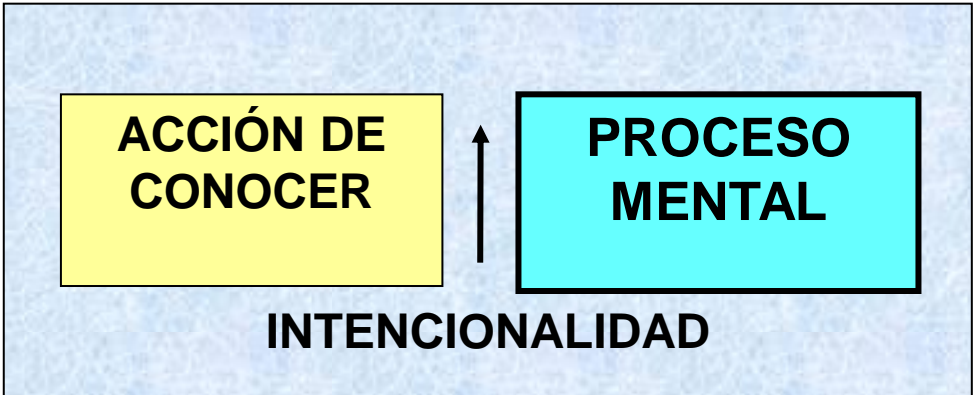 ACCIÓN DE
CONOCER
PROCESO
MENTAL
INTENCIONALIDAD